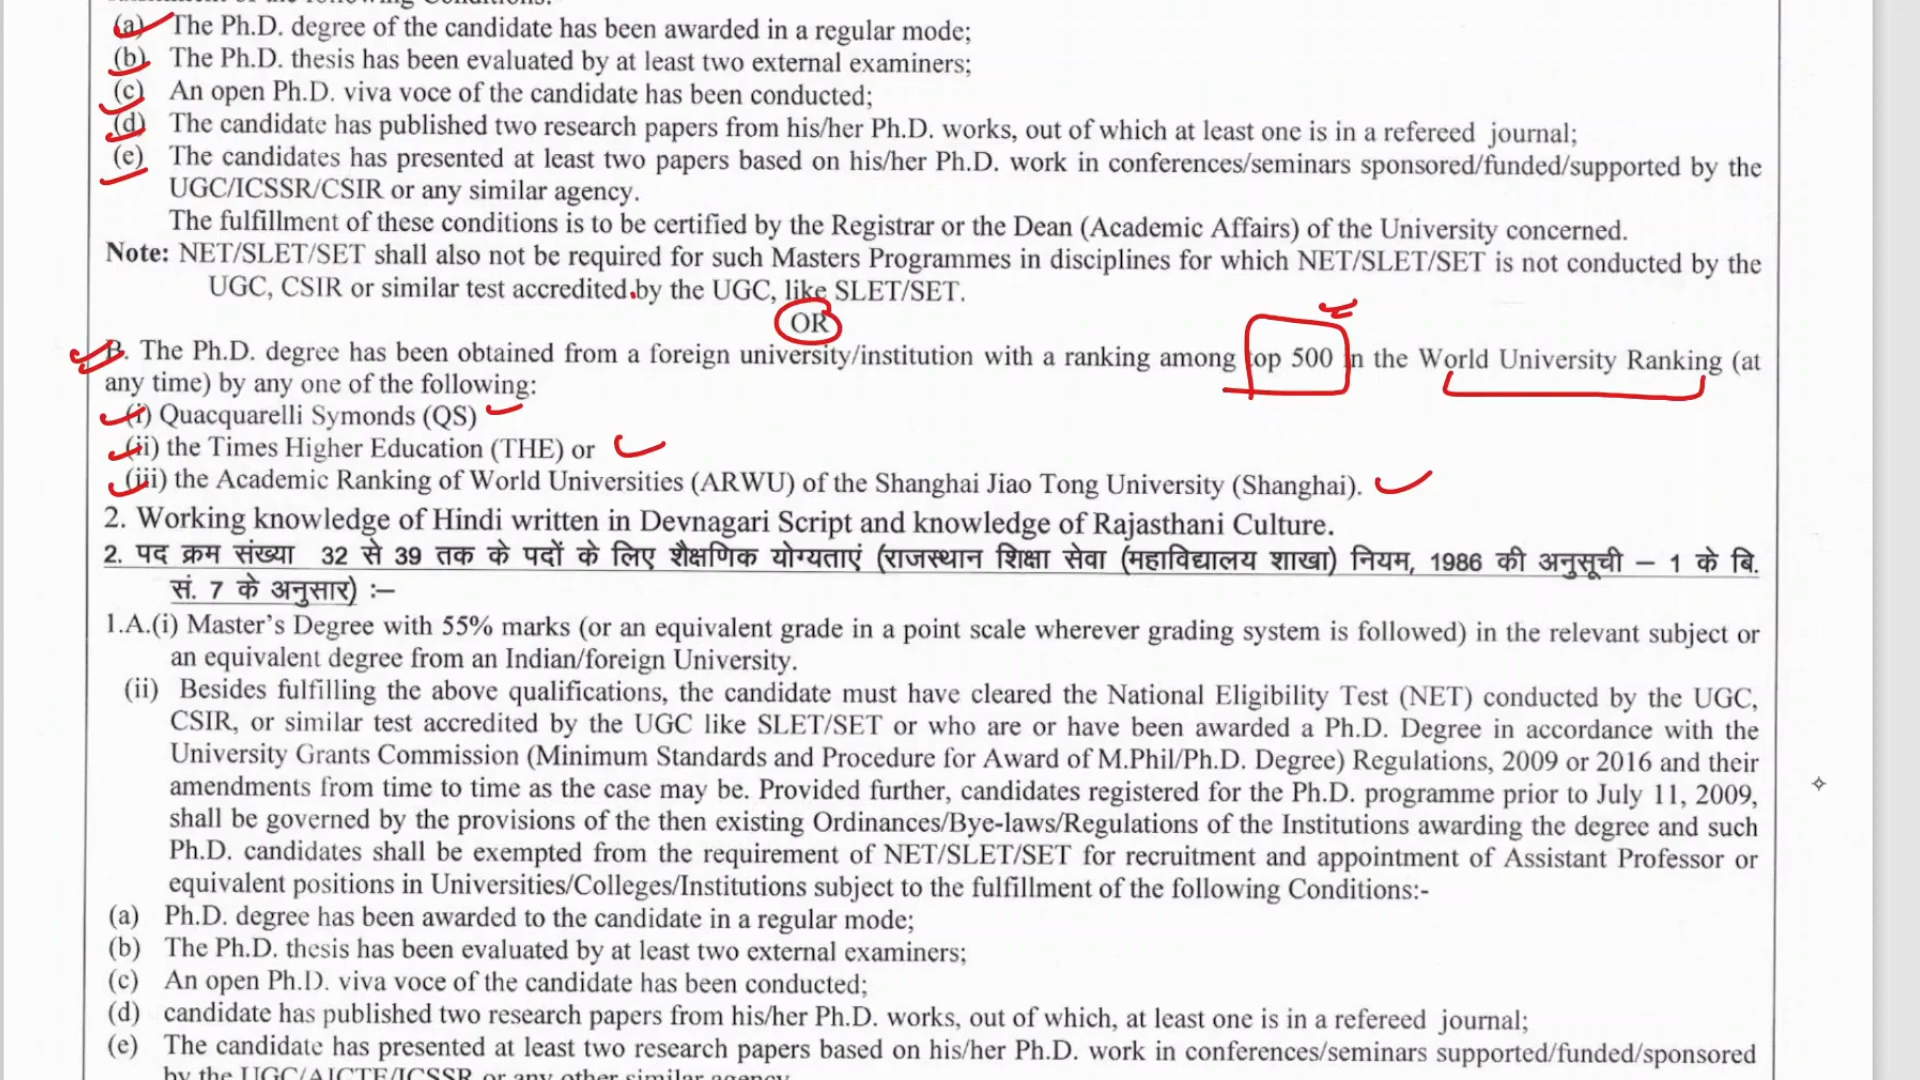 (a) The Ph.D. degree of the candidate has been awarded in a regular mode;
(b) The Ph.D. thesis has been evaluated by at least two external examiners;
(c) An open Ph.D. viva voce of the candidate has been conducted;
(d) The candidate has published two research papers from his/her Ph.D. works, out of which at least one is in a refereed journal;
(e) The candidates has presented at least two papers based on his/her Ph.D. work in conferences/seminars sponsored/funded/supported by the
UGC/ICSSR/CSIR or any similar agency.
The fulfillment of these conditions is to be certified by the Registrar or the Dean (Academic Affairs) of the University concerned.
Note: NET/SLET/SET shall also not be required for such Masters Programmes in disciplines for which NET/SLET/SET is not conducted by the
UGC, CSIR or similar test accredited by the UGC, like SLET/SET.
OR
B. The Ph.D. degree has been obtained from a foreign university/institution with a ranking among top 500 in the World University Ranking (at
any time) by any one of the following:
(i) Quacquarelli Symonds (QS)
(ii) the Times Higher Education (THE) or
(iii) the Academic Ranking of World Universities (ARWU) of the Shanghai Jiao Tong University (Shanghai).
2. Working knowledge of Hindi written in Devnagari Script and knowledge of Rajasthani Culture.
2. पद क्रम संख्या 32 से 39 तक के पदों के लिए शैक्षणिक योग्यताएं (राजस्थान शिक्षा सेवा (महाविद्यालय शाखा) नियम, 1986 की अनुसूची – 1 के बि.
सं. 7 के अनुसार) :–
1.A.(i) Master's Degree with 55% marks (or an equivalent grade in a point scale wherever grading system is followed) in the relevant subject or
an equivalent degree from an Indian/foreign University.
(ii) Besides fulfilling the above qualifications, the candidate must have cleared the National Eligibility Test (NET) conducted by the UGC,
CSIR, or similar test accredited by the UGC like SLET/SET or who are or have been awarded a Ph.D. Degree in accordance with the
University Grants Commission (Minimum Standards and Procedure for Award of M.Phil/Ph.D. Degree) Regulations, 2009 or 2016 and their
amendments from time to time as the case may be. Provided further, candidates registered for the Ph.D. programme prior to July 11, 2009,
shall be governed by the provisions of the then existing Ordinances/Bye-laws/Regulations of the Institutions awarding the degree and such
Ph.D. candidates shall be exempted from the requirement of NET/SLET/SET for recruitment and appointment of Assistant Professor or
equivalent positions in Universities/Colleges/Institutions subject to the fulfillment of the following Conditions:-
(a) Ph.D. degree has been awarded to the candidate in a regular mode;
(b) The Ph.D. thesis has been evaluated by at least two external examiners;
(c) An open Ph.D. viva voce of the candidate has been conducted;
(d) candidate has published two research papers from his/her Ph.D. works, out of which, at least one is in a refereed journal;
(e) The candidate has presented at least two research papers based on his/her Ph.D. work in conferences/seminars supported/funded/sponsored
by the UGC/AICTE/ICSSR or any other similar agency